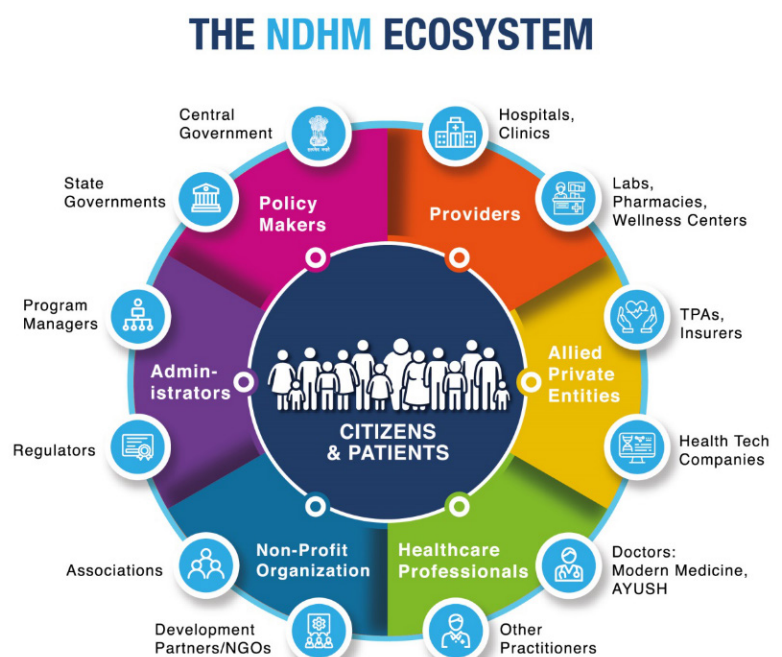 THE NDHM ECOSYSTEM
Central
Government
Hospitals,
Clinics
State
Governments
Labs,
Pharmacies,
Wellness Centers
Policy
Makers
Providers
Program
Managers
TPAs,
Insurers
Admin-
istrators
Allied
Private
Entities
CITIZENS
& PATIENTS
Regulators
Health Tech
Companies
Non-Profit
Organization
Healthcare
Professionals
Associations
Doctors:
Modern Medicine,
AYUSH
Development
Partners/NGOs
Other
Practitioners